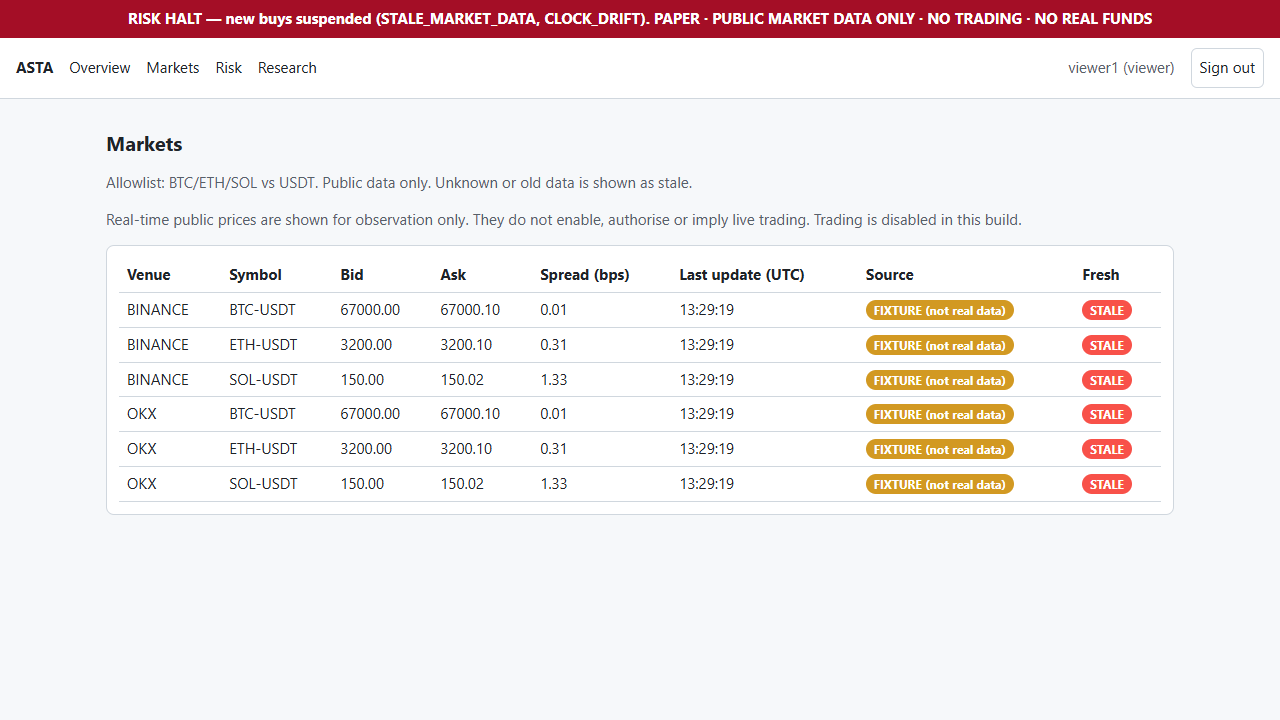 RISK HALT — new buys suspended (STALE_MARKET_DATA, CLOCK_DRIFT). PAPER · PUBLIC MARKET DATA ONLY · NO TRADING · NO REAL FUNDS
ASTA Overview Markets Risk Research viewer1 (viewer) Sign out
Markets
Allowlist: BTC/ETH/SOL vs USDT. Public data only. Unknown or old data is shown as stale.
Real-time public prices are shown for observation only. They do not enable, authorise or imply live trading. Trading is disabled in this build.
Venue Symbol Bid Ask Spread (bps) Last update (UTC) Source Fresh
BINANCE BTC-USDT 67000.00 67000.10 0.01 13:29:19 FIXTURE (not real data) STALE
BINANCE ETH-USDT 3200.00 3200.10 0.31 13:29:19 FIXTURE (not real data) STALE
BINANCE SOL-USDT 150.00 150.02 1.33 13:29:19 FIXTURE (not real data) STALE
OKX BTC-USDT 67000.00 67000.10 0.01 13:29:19 FIXTURE (not real data) STALE
OKX ETH-USDT 3200.00 3200.10 0.31 13:29:19 FIXTURE (not real data) STALE
OKX SOL-USDT 150.00 150.02 1.33 13:29:19 FIXTURE (not real data) STALE